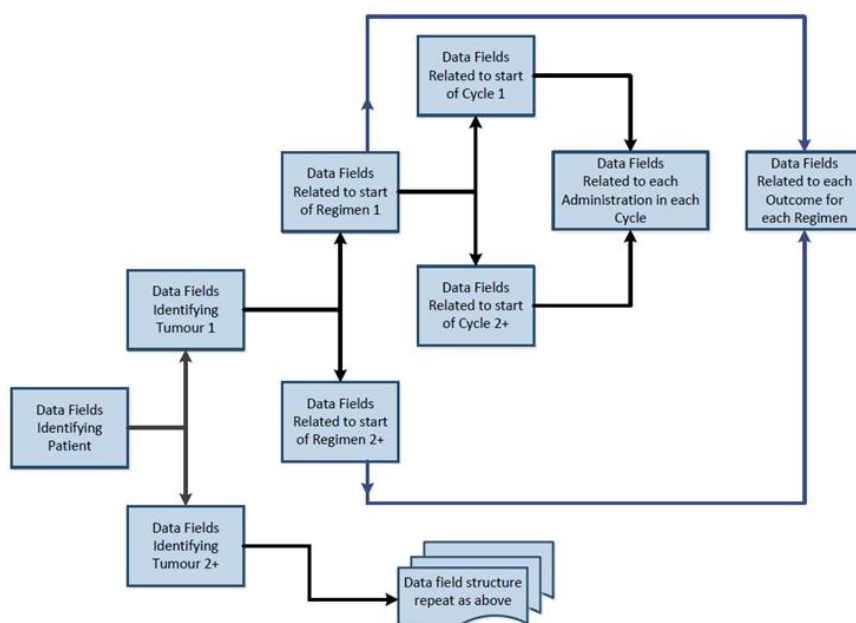 Data Fields
Related to start
of Cycle 1
Data Fields
Related to start
of Regimen 1
Data Fields
Related to each
Administration in each
Cycle
Data Fields
Related to each
Outcome for
each Regimen
Data Fields
Identifying
Tumour 1
Data Fields
Related to start
of Cycle 2+
Data Fields
Identifying
Patient
Data Fields
Related to start
of Regimen 2+
Data Fields
Identifying
Tumour 2+
Data field structure
repeat as above